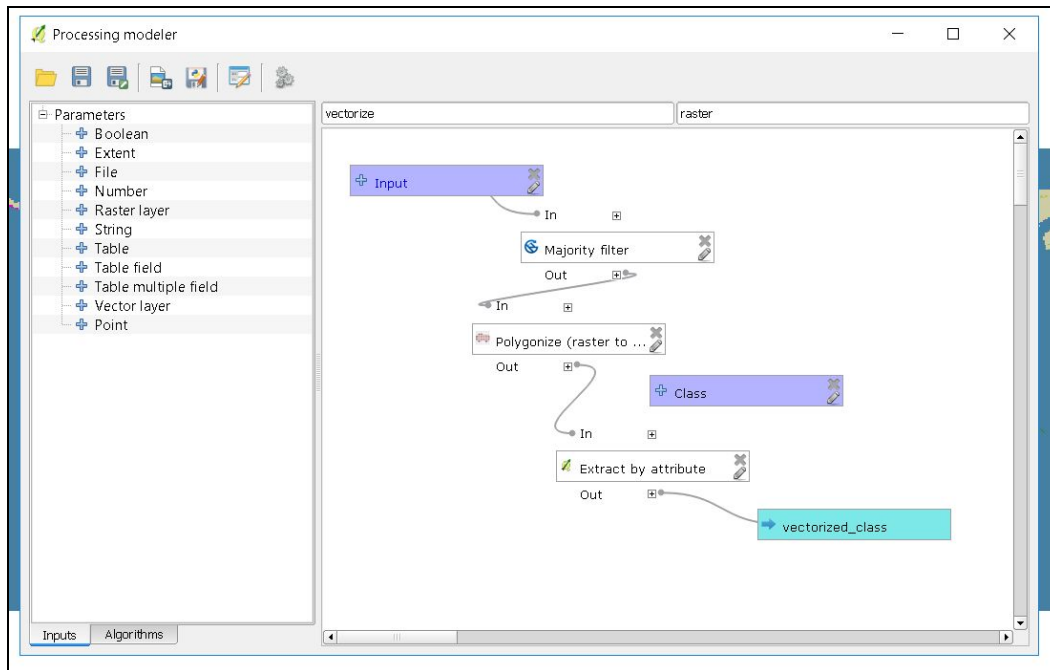 Processing modeler
vectorize
raster
Parameters
Boolean
Extent
File
Number
Raster layer
String
Table
Table field
Table multiple field
Vector layer
Point
Input
In
Majority filter
Out
In
Polygonize (raster to ...
Out
Class
In
Extract by attribute
Out
vectorized_class
Inputs
Algorithms